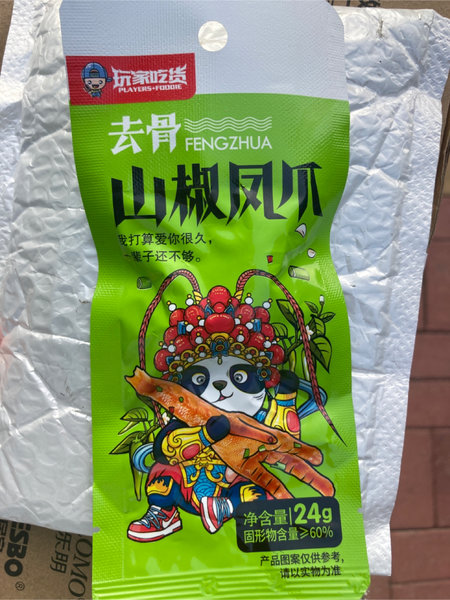 玩家吃货
PLAYERS·FOODIE
去骨
FENGZHUA
山椒凤爪
我打算爱你很久，
辈子还不够。
净含量 24g
固形物含量≥60%
产品图案仅供参考，
请以实物为准
SBO
OMO